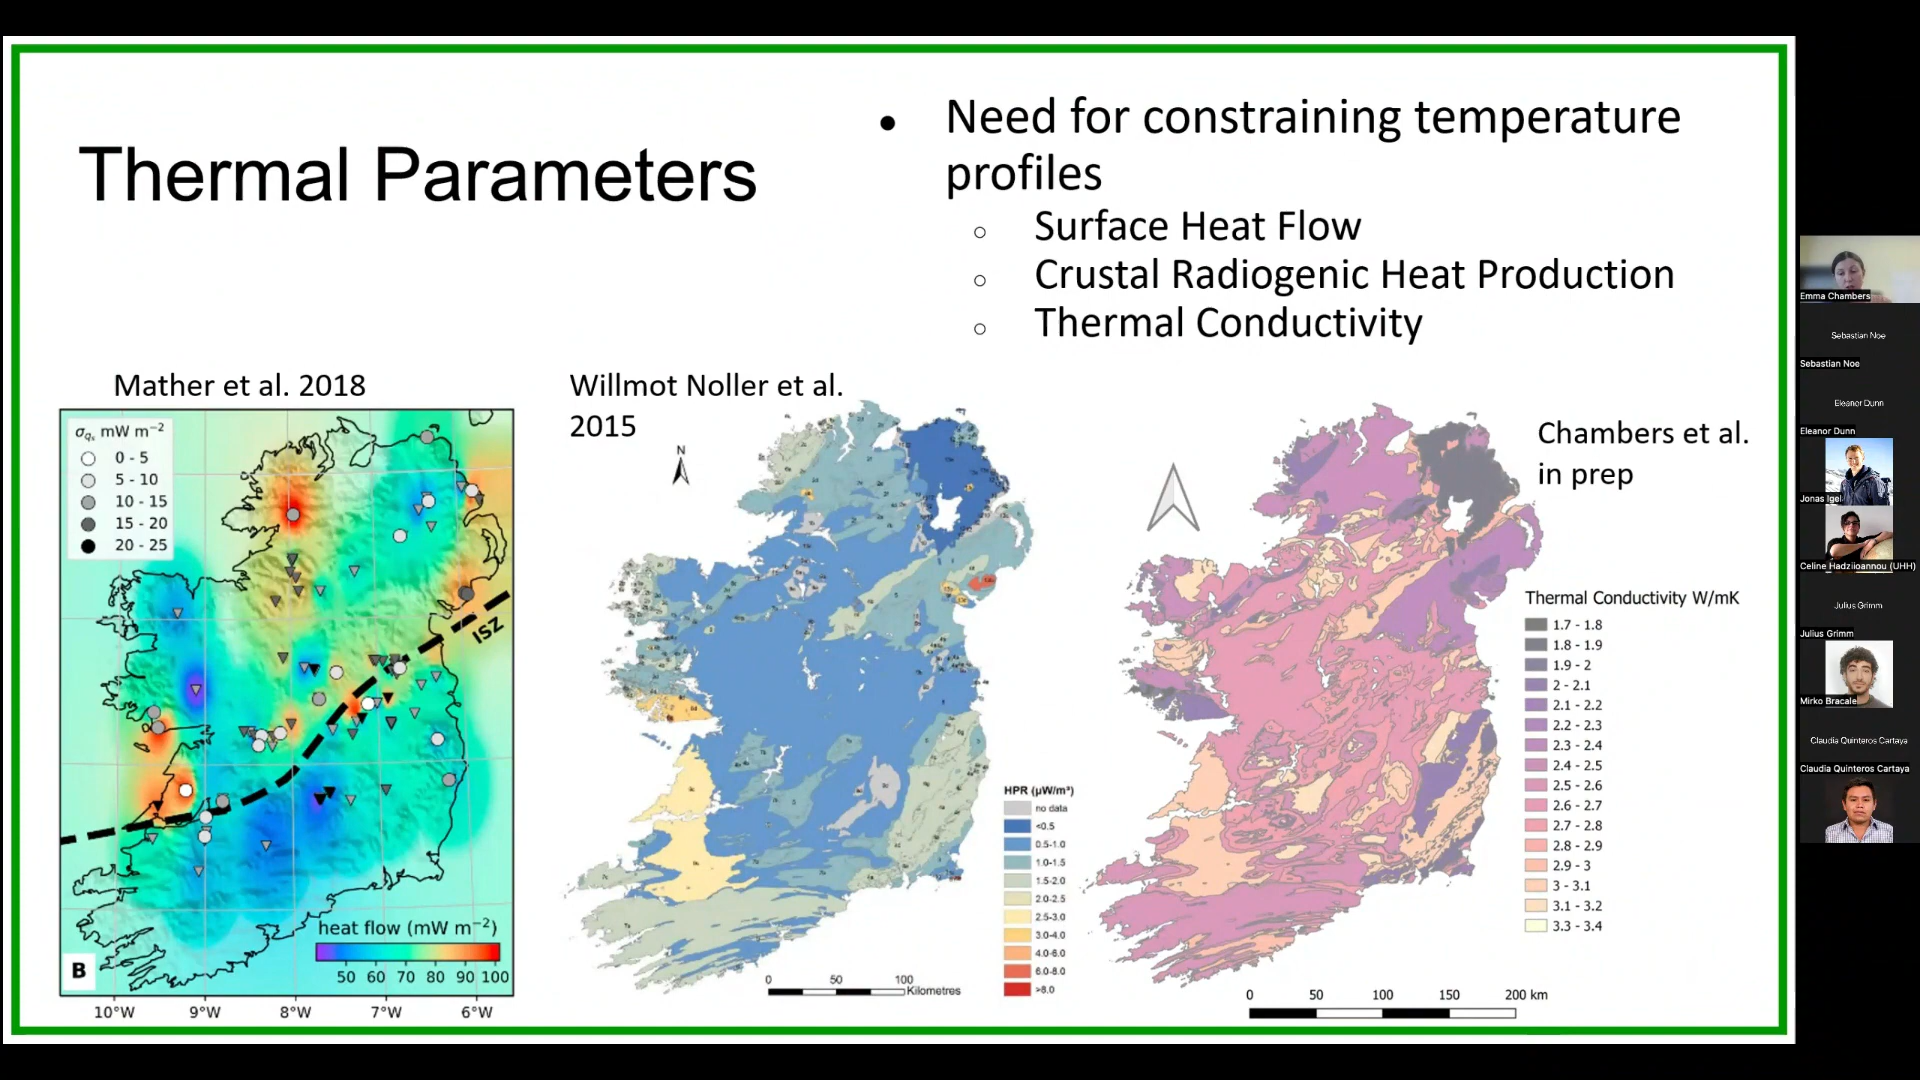 Thermal Parameters
● Need for constraining temperature
profiles
○ Surface Heat Flow
○ Crustal Radiogenic Heat Production
○ Thermal Conductivity
Mather et al. 2018
σqs mW m−2
0 - 5
5 - 10
10 - 15
15 - 20
20 - 25
ISZ
heat flow (mW m−2)
50 60 70 80 90 100
B
10°W 9°W 8°W 7°W 6°W
Willmot Noller et al.
2015
N
HPR (µW/m³)
no data
<0.5
0.5-1.0
1.0-1.5
1.5-2.0
2.0-2.5
2.5-3.0
3.0-4.0
4.0-6.0
6.0-8.0
>8.0
0 50 100
Kilometres
Chambers et al.
in prep
Thermal Conductivity W/mK
1.7 - 1.8
1.8 - 1.9
1.9 - 2
2 - 2.1
2.1 - 2.2
2.2 - 2.3
2.3 - 2.4
2.4 - 2.5
2.5 - 2.6
2.6 - 2.7
2.7 - 2.8
2.8 - 2.9
2.9 - 3
3 - 3.1
3.1 - 3.2
3.3 - 3.4
0 50 100 150 200 km
Emma Chambers
Sebastian Noe
Sebastian Noe
Eleanor Dunn
Eleanor Dunn
Jonas Igel
Celine Hadziioannou (UHH)
Julius Grimm
Julius Grimm
Mirko Bracale
Claudia Quinteros Cartaya
Claudia Quinteros Cartaya